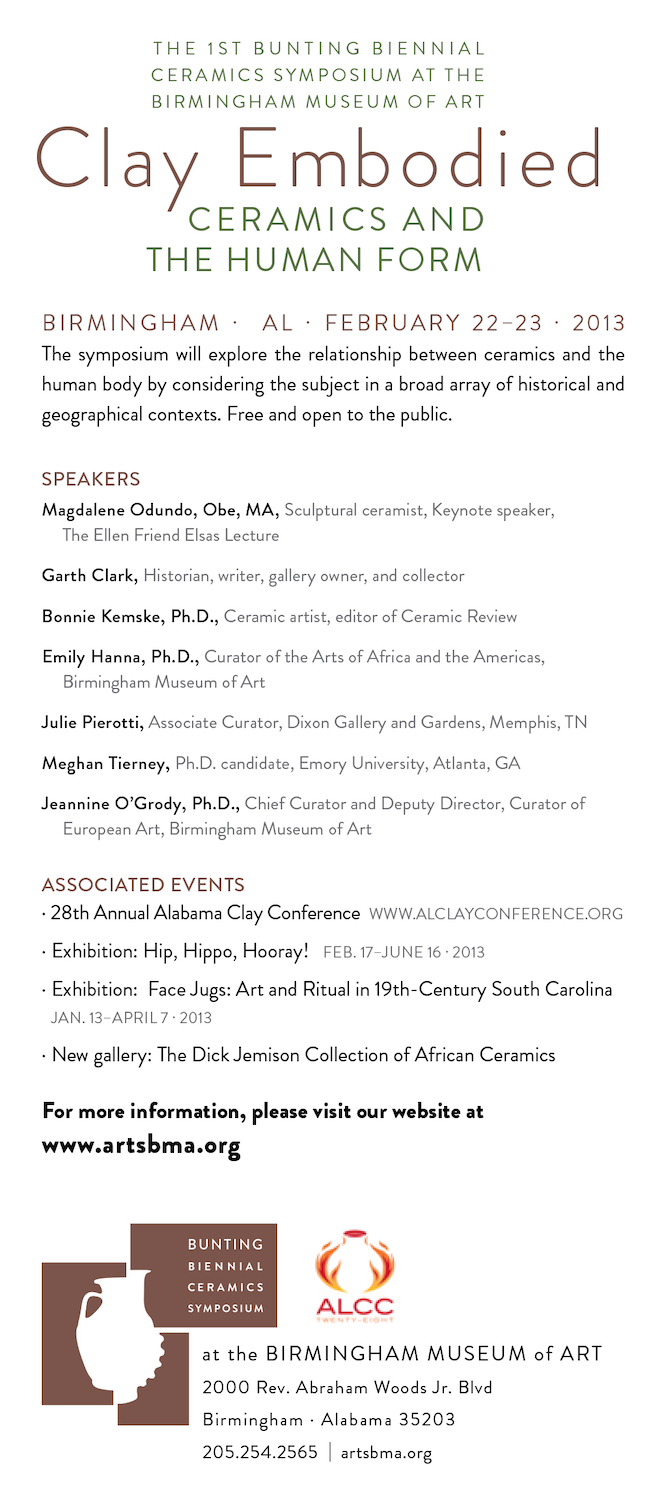 THE 1ST BUNTING BIENNIAL
CERAMICS SYMPOSIUM AT THE
BIRMINGHAM MUSEUM OF ART
Clay Embodied
CERAMICS AND
THE HUMAN FORM
BIRMINGHAM · AL · FEBRUARY 22–23 · 2013
The symposium will explore the relationship between ceramics and the
human body by considering the subject in a broad array of historical and
geographical contexts. Free and open to the public.
SPEAKERS
Magdalene Odundo, Obe, MA, Sculptural ceramist, Keynote speaker,
The Ellen Friend Elsas Lecture
Garth Clark, Historian, writer, gallery owner, and collector
Bonnie Kemske, Ph.D., Ceramic artist, editor of Ceramic Review
Emily Hanna, Ph.D., Curator of the Arts of Africa and the Americas,
Birmingham Museum of Art
Julie Pierotti, Associate Curator, Dixon Gallery and Gardens, Memphis, TN
Meghan Tierney, Ph.D. candidate, Emory University, Atlanta, GA
Jeannine O’Grody, Ph.D., Chief Curator and Deputy Director, Curator of
European Art, Birmingham Museum of Art
ASSOCIATED EVENTS
· 28th Annual Alabama Clay Conference WWW.ALCLAYCONFERENCE.ORG
· Exhibition: Hip, Hippo, Hooray! FEB. 17–JUNE 16 · 2013
· Exhibition: Face Jugs: Art and Ritual in 19th-Century South Carolina
JAN. 13–APRIL 7 · 2013
· New gallery: The Dick Jemison Collection of African Ceramics
For more information, please visit our website at
www.artsbma.org
BUNTING
BIENNIAL
CERAMICS
SYMPOSIUM
ALCC
TWENTY-EIGHT
at the BIRMINGHAM MUSEUM of ART
2000 Rev. Abraham Woods Jr. Blvd
Birmingham · Alabama 35203
205.254.2565 | artsbma.org